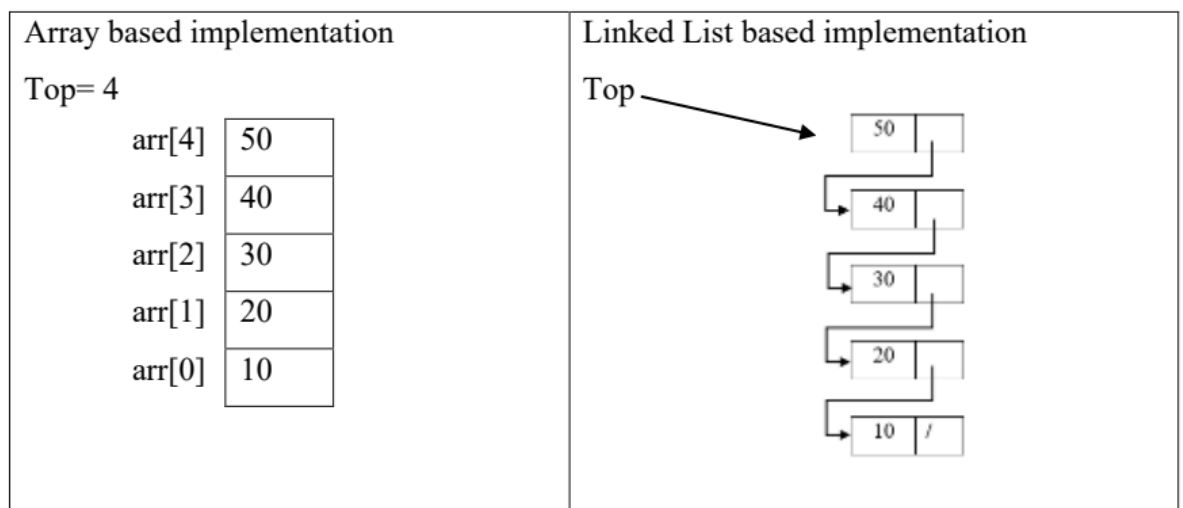 Array based implementation
Top= 4
arr[4] 50
arr[3] 40
arr[2] 30
arr[1] 20
arr[0] 10
Linked List based implementation
Top
50
40
30
20
10 /